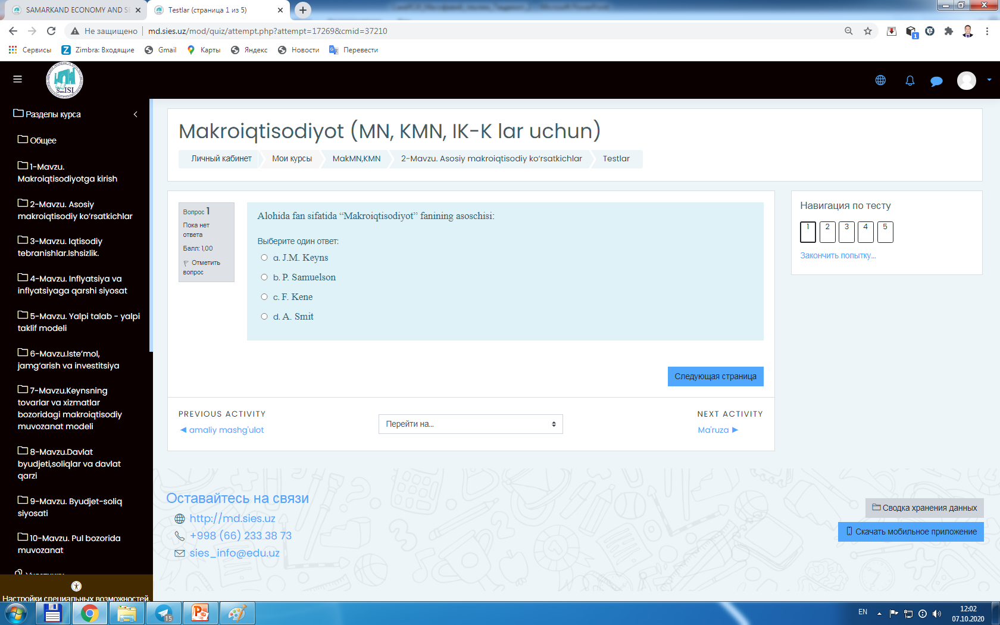 SAMARKAND ECONOMY AND SE
Testlar (страница 1 из 5)
Не защищено
md.sies.uz/mod/quiz/attempt.php?attempt=17269&cmid=37210
1
Сервисы
Zimbra: Входящие
Gmail
Карты
Яндекс
Новости
Перевести
SamISI
Разделы курса
Общее
1-Mavzu.
Makroiqtisodiyotga kirish
2-Mavzu. Asosiy
makroiqtisodiy ko‘rsatkichlar
3-Mavzu. Iqtisodiy
tebranishlar.Ishsizlik.
4-Mavzu. Inflyatsiya va
inflyatsiyaga qarshi siyosat
5-Mavzu. Yalpi talab - yalpi
taklif modeli
6-Mavzu.Iste’mol,
jamg‘arish va investitsiya
7-Mavzu.Keynsning
tovarlar va xizmatlar
bozoridagi makroiqtisodiy
muvozanat modeli
8-Mavzu.Davlat
byudjeti,soliqlar va davlat
qarzi
9-Mavzu. Byudjet-soliq
siyosati
10-Mavzu. Pul bozorida
muvozanat
Настройки специальных возможностей.
Makroiqtisodiyot (MN, KMN, IK-K lar uchun)
Личный кабинет
Мои курсы
MakMN,KMN
2-Mavzu. Asosiy makroiqtisodiy ko‘rsatkichlar
Testlar
Вопрос 1
Пока нет
ответа
Балл: 1,00
Отметить
вопрос
Alohida fan sifatida “Makroiqtisodiyot” fanining asoschisi:
Выберите один ответ:
a. J.M. Keyns
b. P. Samuelson
c. F. Kene
d. A. Smit
Следующая страница
PREVIOUS ACTIVITY
◀ amaliy mashg'ulot
Перейти на...
NEXT ACTIVITY
Ma'ruza ▶
Навигация по тесту
1 2 3 4 5
Закончить попытку...
Оставайтесь на связи
http://md.sies.uz
+998 (66) 233 38 73
sies_info@edu.uz
Сводка хранения данных
Скачать мобильное приложение
15
EN
12:02
07.10.2020